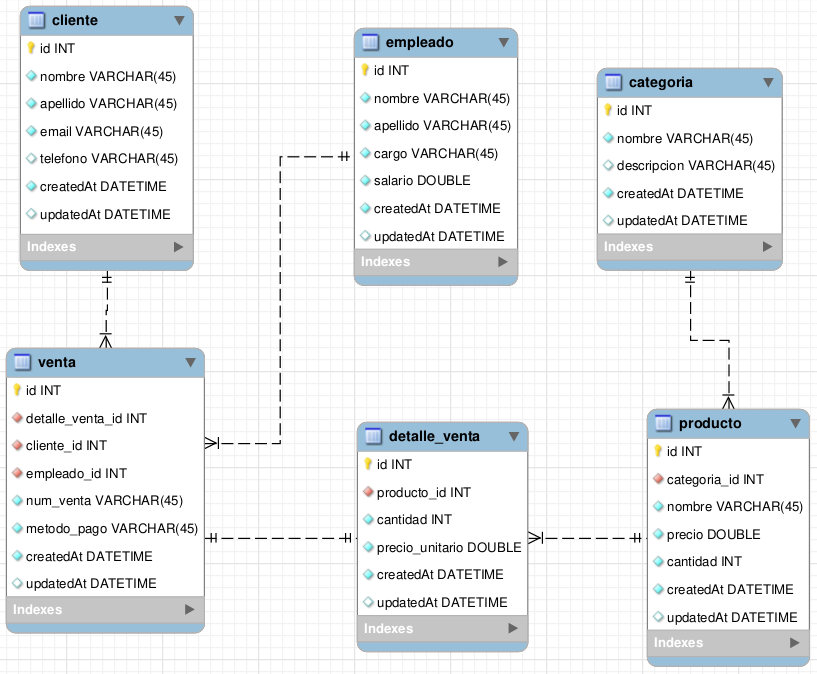 cliente
id INT
nombre VARCHAR(45)
apellido VARCHAR(45)
email VARCHAR(45)
telefono VARCHAR(45)
createdAt DATETIME
updatedAt DATETIME
Indexes
empleado
id INT
nombre VARCHAR(45)
apellido VARCHAR(45)
cargo VARCHAR(45)
salario DOUBLE
createdAt DATETIME
updatedAt DATETIME
Indexes
categoria
id INT
nombre VARCHAR(45)
descripcion VARCHAR(45)
createdAt DATETIME
updatedAt DATETIME
Indexes
venta
id INT
detalle_venta_id INT
cliente_id INT
empleado_id INT
num_venta VARCHAR(45)
metodo_pago VARCHAR(45)
createdAt DATETIME
updatedAt DATETIME
Indexes
detalle_venta
id INT
producto_id INT
cantidad INT
precio_unitario DOUBLE
createdAt DATETIME
updatedAt DATETIME
Indexes
producto
id INT
categoria_id INT
nombre VARCHAR(45)
precio DOUBLE
cantidad INT
createdAt DATETIME
updatedAt DATETIME
Indexes